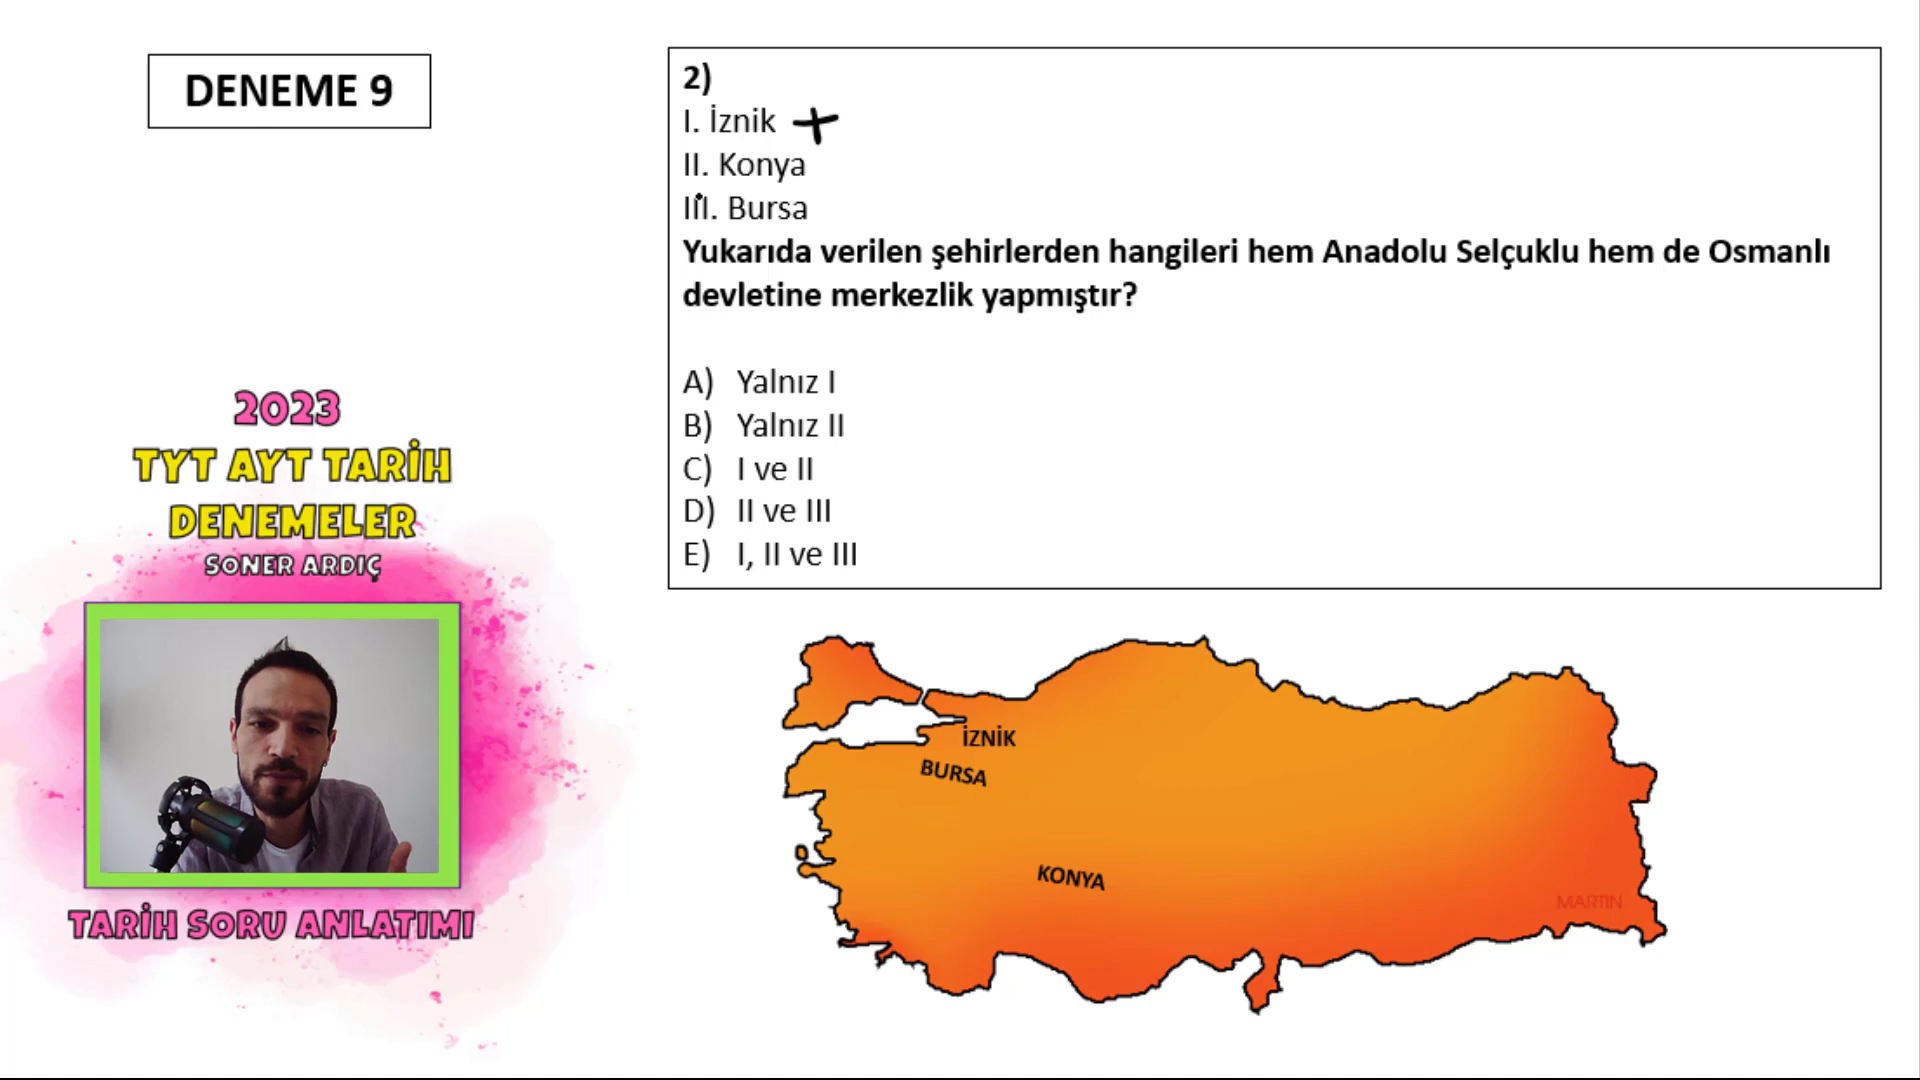 DENEME 9
2)
I. İznik +
II. Konya
III. Bursa
Yukarıda verilen şehirlerden hangileri hem Anadolu Selçuklu hem de Osmanlı
devletine merkezlik yapmıştır?
A) Yalnız I
B) Yalnız II
C) I ve II
D) II ve III
E) I, II ve III
2023
TYT AYT TARİH
DENEMELER
SONER ARDIÇ
TARİH SORU ANLATIMI
İZNİK
BURSA
KONYA
MARTIN